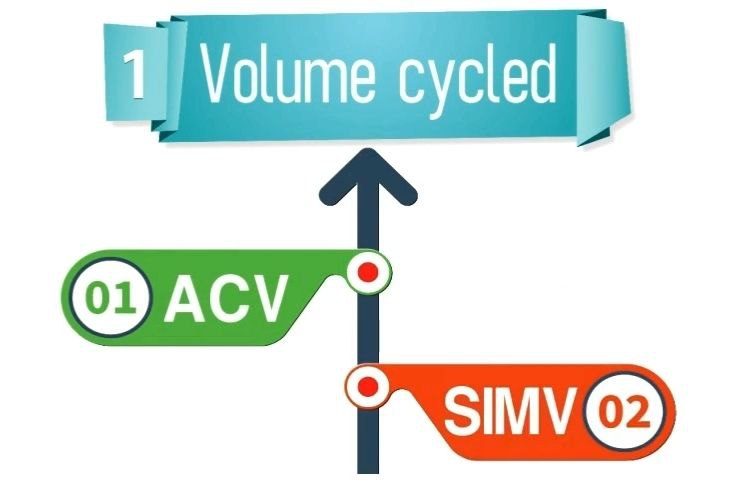 1 Volume cycled
01 ACV
SIMV 02